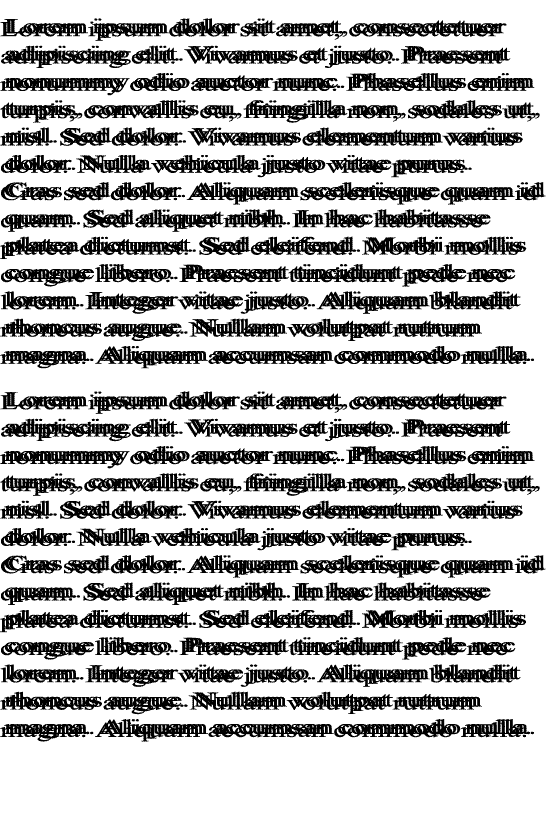 Lorem ipsum dolor sit amet, consectetuer
adipiscing elit. Vivamus et justo. Praesent
nonummy odio auctor nunc. Phasellus enim
turpis, convallis eu, fringilla non, sodales ut,
nisl. Sed dolor. Vivamus elementum varius
dolor. Nulla vehicula justo vitae purus.
Cras sed dolor. Aliquam scelerisque quam id
quam. Sed aliquet nibh. In hac habitasse
platea dictumst. Sed eleifend. Morbi mollis
congue libero. Praesent tincidunt pede nec
lorem. Integer vitae justo. Aliquam blandit
rhoncus augue. Nullam volutpat rutrum
magna. Aliquam accumsan commodo nulla.
Lorem ipsum dolor sit amet, consectetuer
adipiscing elit. Vivamus et justo. Praesent
nonummy odio auctor nunc. Phasellus enim
turpis, convallis eu, fringilla non, sodales ut,
nisl. Sed dolor. Vivamus elementum varius
dolor. Nulla vehicula justo vitae purus.
Cras sed dolor. Aliquam scelerisque quam id
quam. Sed aliquet nibh. In hac habitasse
platea dictumst. Sed eleifend. Morbi mollis
congue libero. Praesent tincidunt pede nec
lorem. Integer vitae justo. Aliquam blandit
rhoncus augue. Nullam volutpat rutrum
magna. Aliquam accumsan commodo nulla.